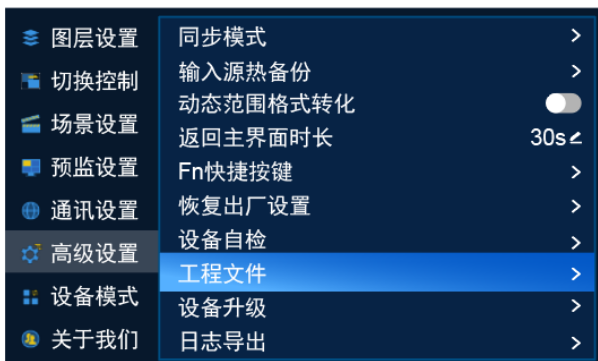 图层设置
切换控制
场景设置
预监设置
通讯设置
高级设置
设备模式
关于我们
同步模式
输入源热备份
动态范围格式转化
返回主界面时长 30s
Fn快捷按键
恢复出厂设置
设备自检
工程文件
设备升级
日志导出